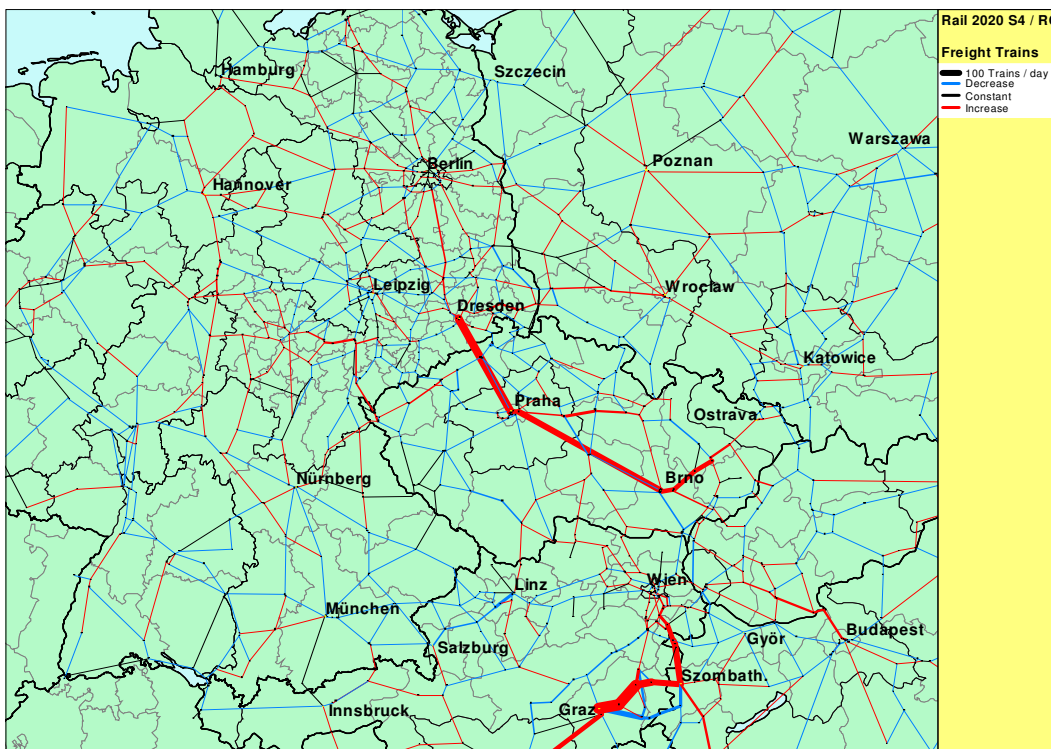 Rail 2020 S4 / R
Freight Trains
100 Trains / day
Decrease
Constant
Increase
Hamburg
Szczecin
Warszawa
Berlin
Poznan
Hannover
Leipzig
Wroclaw
Dresden
Katowice
Praha
Ostrava
Nürnberg
Brno
Linz
Wien
München
Salzburg
Györ
Budapest
Szombath.
Graz
Innsbruck